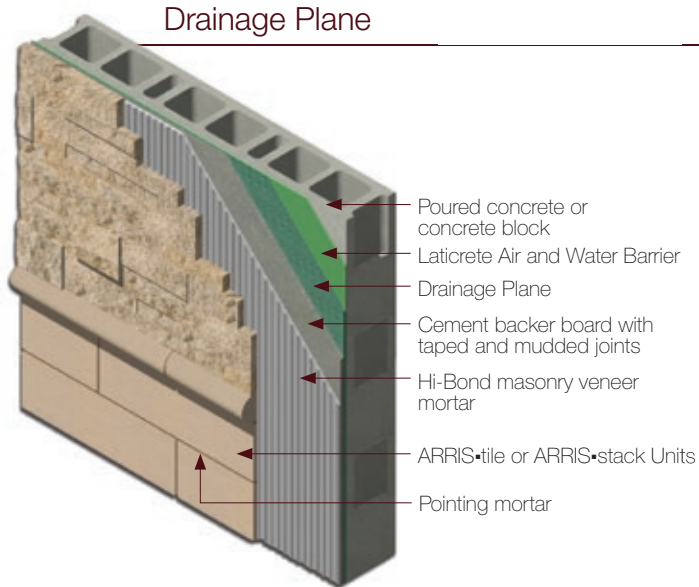 Drainage Plane
Poured concrete or
concrete block
Laticrete Air and Water Barrier
Drainage Plane
Cement backer board with
taped and mudded joints
Hi-Bond masonry veneer
mortar
ARRIS▪tile or ARRIS▪stack Units
Pointing mortar